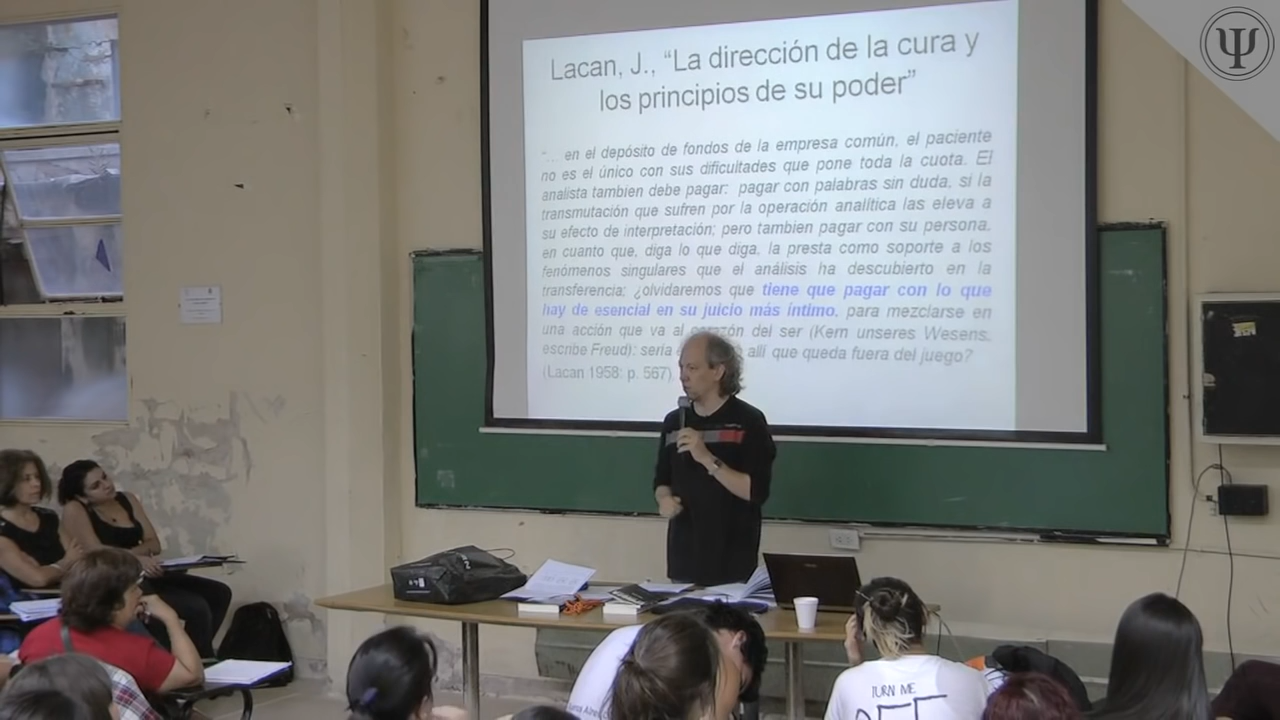 Lacan, J., “La dirección de la cura y
los principios de su poder”
“... en el depósito de fondos de la empresa común, el paciente
no es el único con sus dificultades que pone toda la cuota. El
analista tambien debe pagar: pagar con palabras sin duda, si la
transmutación que sufren por la operación analítica las eleva a
su efecto de interpretación; pero tambien pagar con su persona,
en cuanto que, diga lo que diga, la presta como soporte a los
fenómenos singulares que el análisis ha descubierto en la
transferencia; ¿olvidaremos que tiene que pagar con lo que
hay de esencial en su juicio más íntimo, para mezclarse en
una acción que va al corazón del ser (Kern unseres Wesens,
escribe Freud): sería allí que queda fuera del juego?
(Lacan 1958: p. 567)
TURN ME